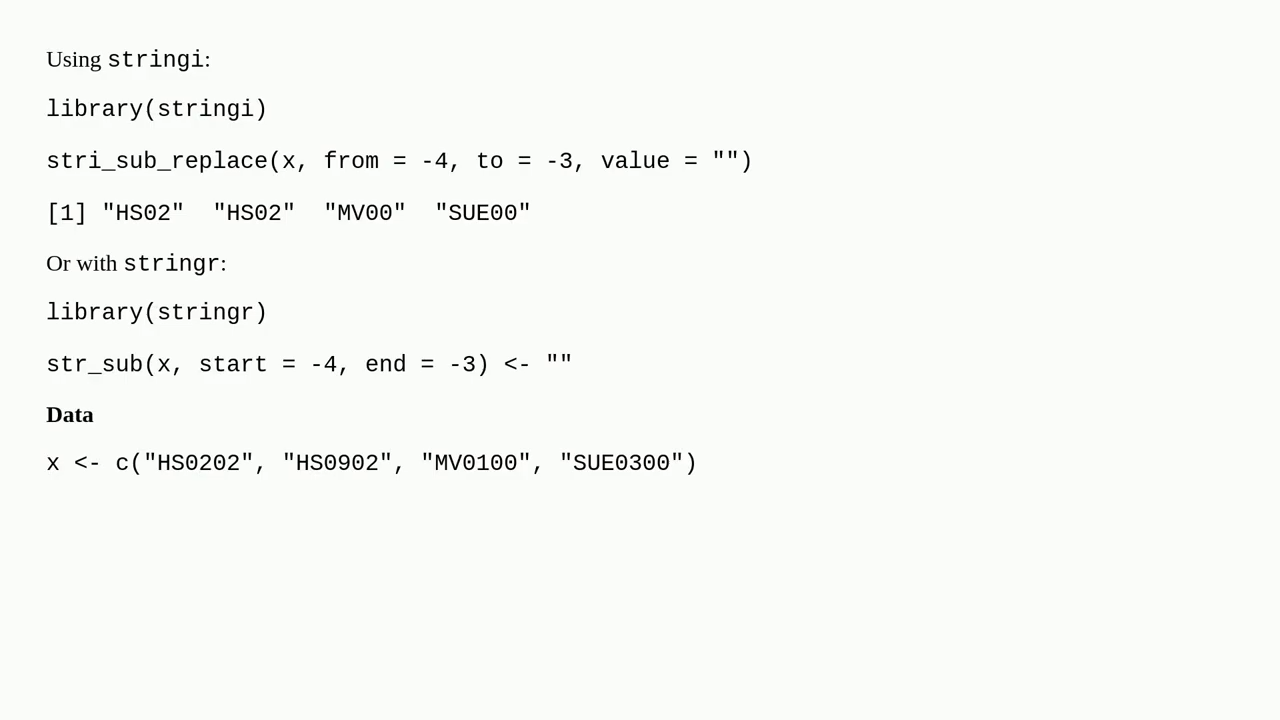 Using stringi:
library(stringi)
stri_sub_replace(x, from = -4, to = -3, value = "")
[1] "HS02"  "HS02"  "MV00"  "SUE00"
Or with stringr:
library(stringr)
str_sub(x, start = -4, end = -3) <- ""
Data
x <- c("HS0202", "HS0902", "MV0100", "SUE0300")